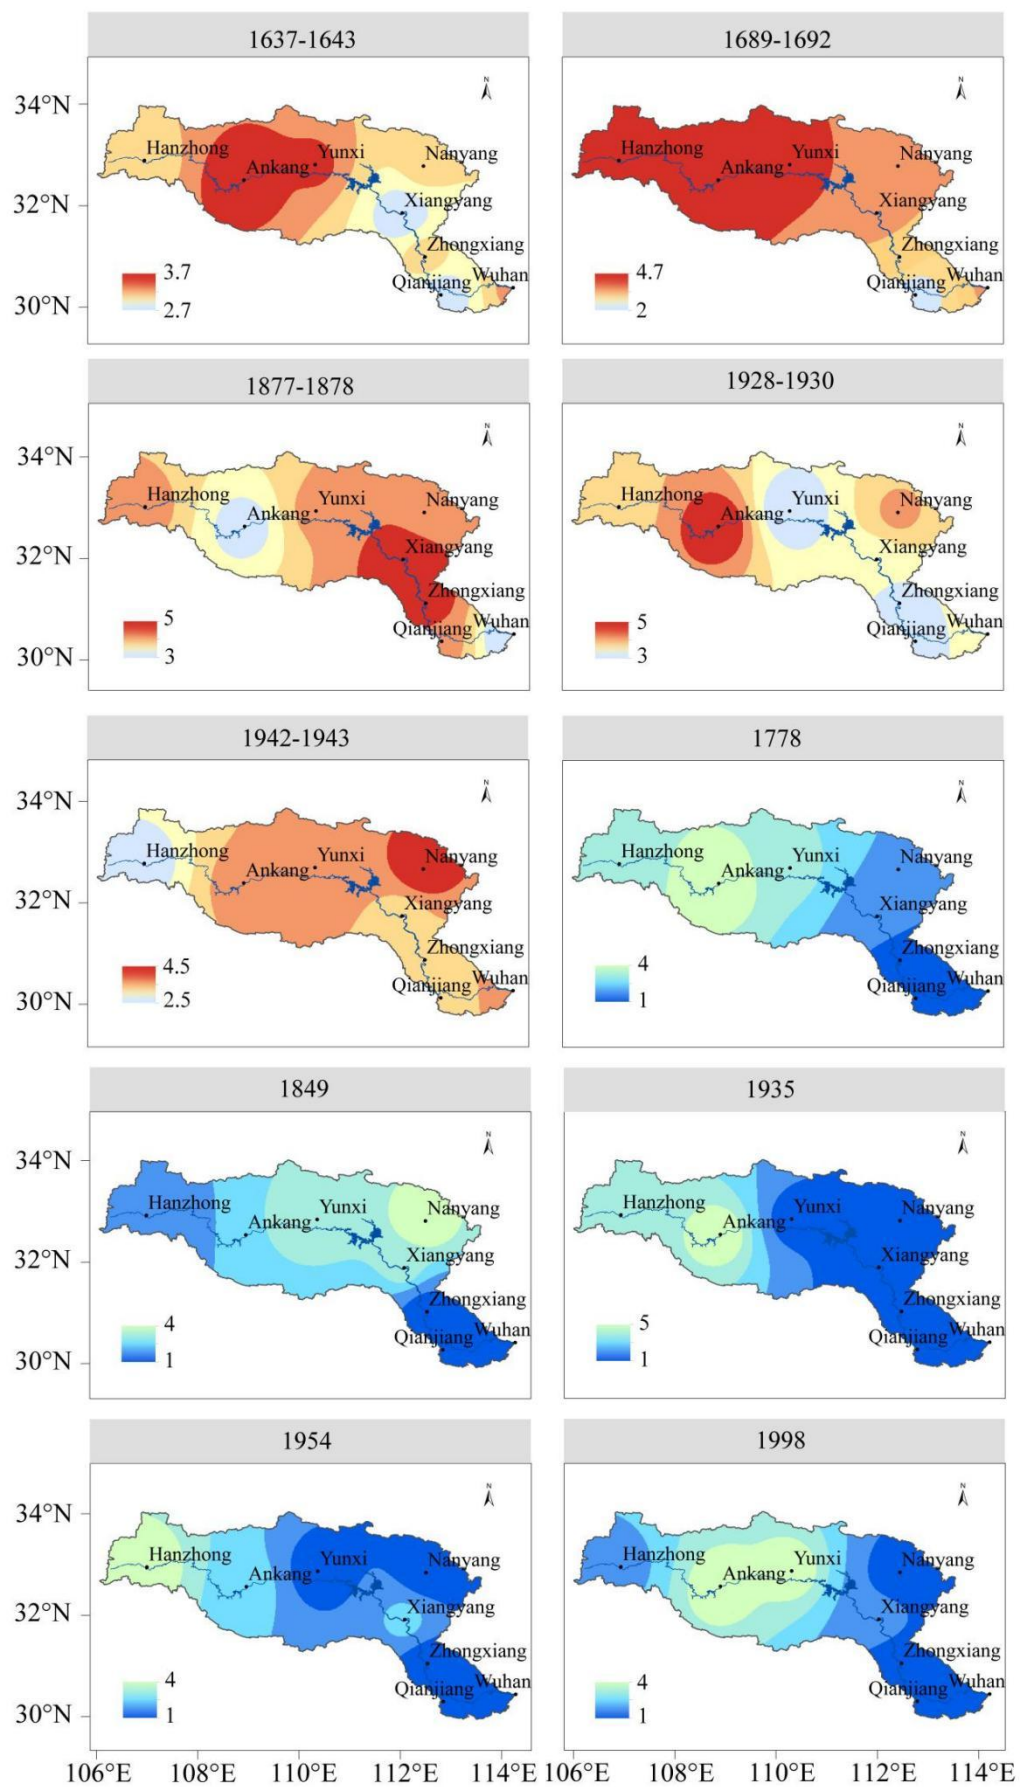 1637-1643
1689-1692
34°N
32°N
30°N
N
Hanzhong
Yunxi
Nanyang
Ankang
Xiangyang
Zhongxiang
Qianjiang
Wuhan
3.7
2.7
N
Hanzhong
Yunxi
Nanyang
Ankang
Xiangyang
Zhongxiang
Qianjiang
Wuhan
4.7
2
1877-1878
1928-1930
34°N
32°N
30°N
N
Hanzhong
Yunxi
Nanyang
Ankang
Xiangyang
Zhongxiang
Qianjiang
Wuhan
5
3
N
Hanzhong
Yunxi
Nanyang
Ankang
Xiangyang
Zhongxiang
Qianjiang
Wuhan
5
3
1942-1943
1778
34°N
32°N
30°N
N
Hanzhong
Yunxi
Nanyang
Ankang
Xiangyang
Zhongxiang
Qianjiang
Wuhan
4.5
2.5
N
Hanzhong
Yunxi
Nanyang
Ankang
Xiangyang
Zhongxiang
Qianjiang
Wuhan
4
1
1849
1935
34°N
32°N
30°N
N
Hanzhong
Yunxi
Nanyang
Ankang
Xiangyang
Zhongxiang
Qianjiang
Wuhan
4
1
N
Hanzhong
Yunxi
Nanyang
Ankang
Xiangyang
Zhongxiang
Qianjiang
Wuhan
5
1
1954
1998
34°N
32°N
30°N
N
Hanzhong
Yunxi
Nanyang
Ankang
Xiangyang
Zhongxiang
Qianjiang
Wuhan
4
1
N
Hanzhong
Yunxi
Nanyang
Ankang
Xiangyang
Zhongxiang
Qianjiang
Wuhan
4
1
106°E 108°E 110°E 112°E 114°E 106°E 108°E 110°E 112°E 114°E